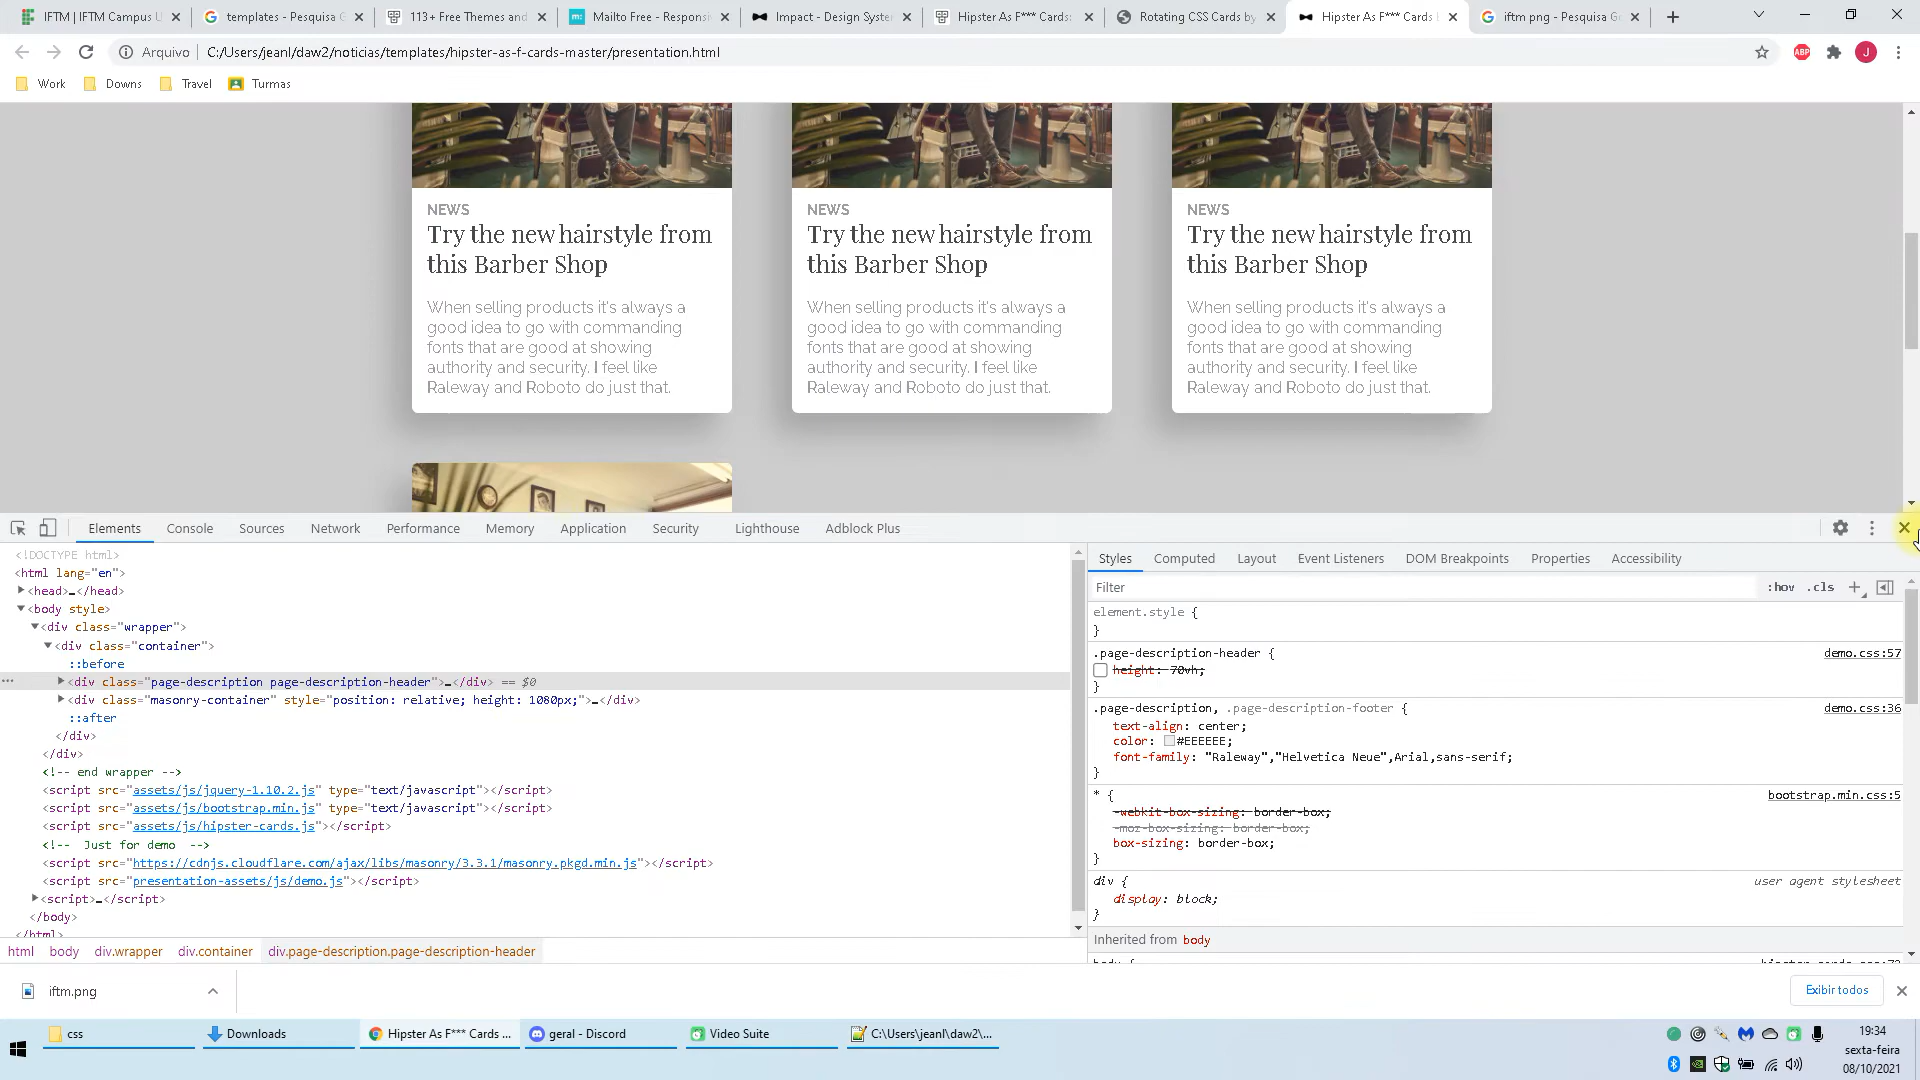 IFTM | IFTM Campus U
templates - Pesquisa G
113+ Free Themes and
Mailto Free - Responsi
Impact - Design System
Hipster As F*** Cards:
Rotating CSS Cards by
Hipster As F*** Cards
iftm png - Pesquisa G
Arquivo
C:/Users/jeanl/daw2/noticias/templates/hipster-as-f-cards-master/presentation.html
ABP
J
Work
Downs
Travel
Turmas
NEWS
Try the new hairstyle from
this Barber Shop
When selling products it's always a
good idea to go with commanding
fonts that are good at showing
authority and security. I feel like
Raleway and Roboto do just that.
NEWS
Try the new hairstyle from
this Barber Shop
When selling products it's always a
good idea to go with commanding
fonts that are good at showing
authority and security. I feel like
Raleway and Roboto do just that.
NEWS
Try the new hairstyle from
this Barber Shop
When selling products it's always a
good idea to go with commanding
fonts that are good at showing
authority and security. I feel like
Raleway and Roboto do just that.
Elements
Console
Sources
Network
Performance
Memory
Application
Security
Lighthouse
Adblock Plus
<!DOCTYPE html>
<html lang="en">
<head>…</head>
<body style>
<div class="wrapper">
<div class="container">
::before
<div class="page-description page-description-header">…</div> == $0
<div class="masonry-container" style="position: relative; height: 1080px;">…</div>
::after
</div>
</div>
<!-- end wrapper -->
<script src="assets/js/jquery-1.10.2.js" type="text/javascript"></script>
<script src="assets/js/bootstrap.min.js" type="text/javascript"></script>
<script src="assets/js/hipster-cards.js"></script>
<!-- Just for demo -->
<script src="https://cdnjs.cloudflare.com/ajax/libs/masonry/3.3.1/masonry.pkgd.min.js"></script>
<script src="presentation-assets/js/demo.js"></script>
<script>…</script>
</body>
</html>
html
body
div.wrapper
div.container
div.page-description.page-description-header
Styles
Computed
Layout
Event Listeners
DOM Breakpoints
Properties
Accessibility
Filter
:hov
.cls
element.style {
}
.page-description-header {
demo.css:57
height: 70vh;
}
.page-description, .page-description-footer {
demo.css:36
text-align: center;
color: #EEEEEE;
font-family: "Raleway","Helvetica Neue",Arial,sans-serif;
}
* {
bootstrap.min.css:5
-webkit-box-sizing: border-box;
-moz-box-sizing: border-box;
box-sizing: border-box;
}
div {
user agent stylesheet
display: block;
}
Inherited from body
body {
hipster-cards.css:72
iftm.png
Exibir todos
css
Downloads
Hipster As F*** Cards ...
geral - Discord
Video Suite
C:\Users\jeanl\daw2\...
19:34
sexta-feira
08/10/2021